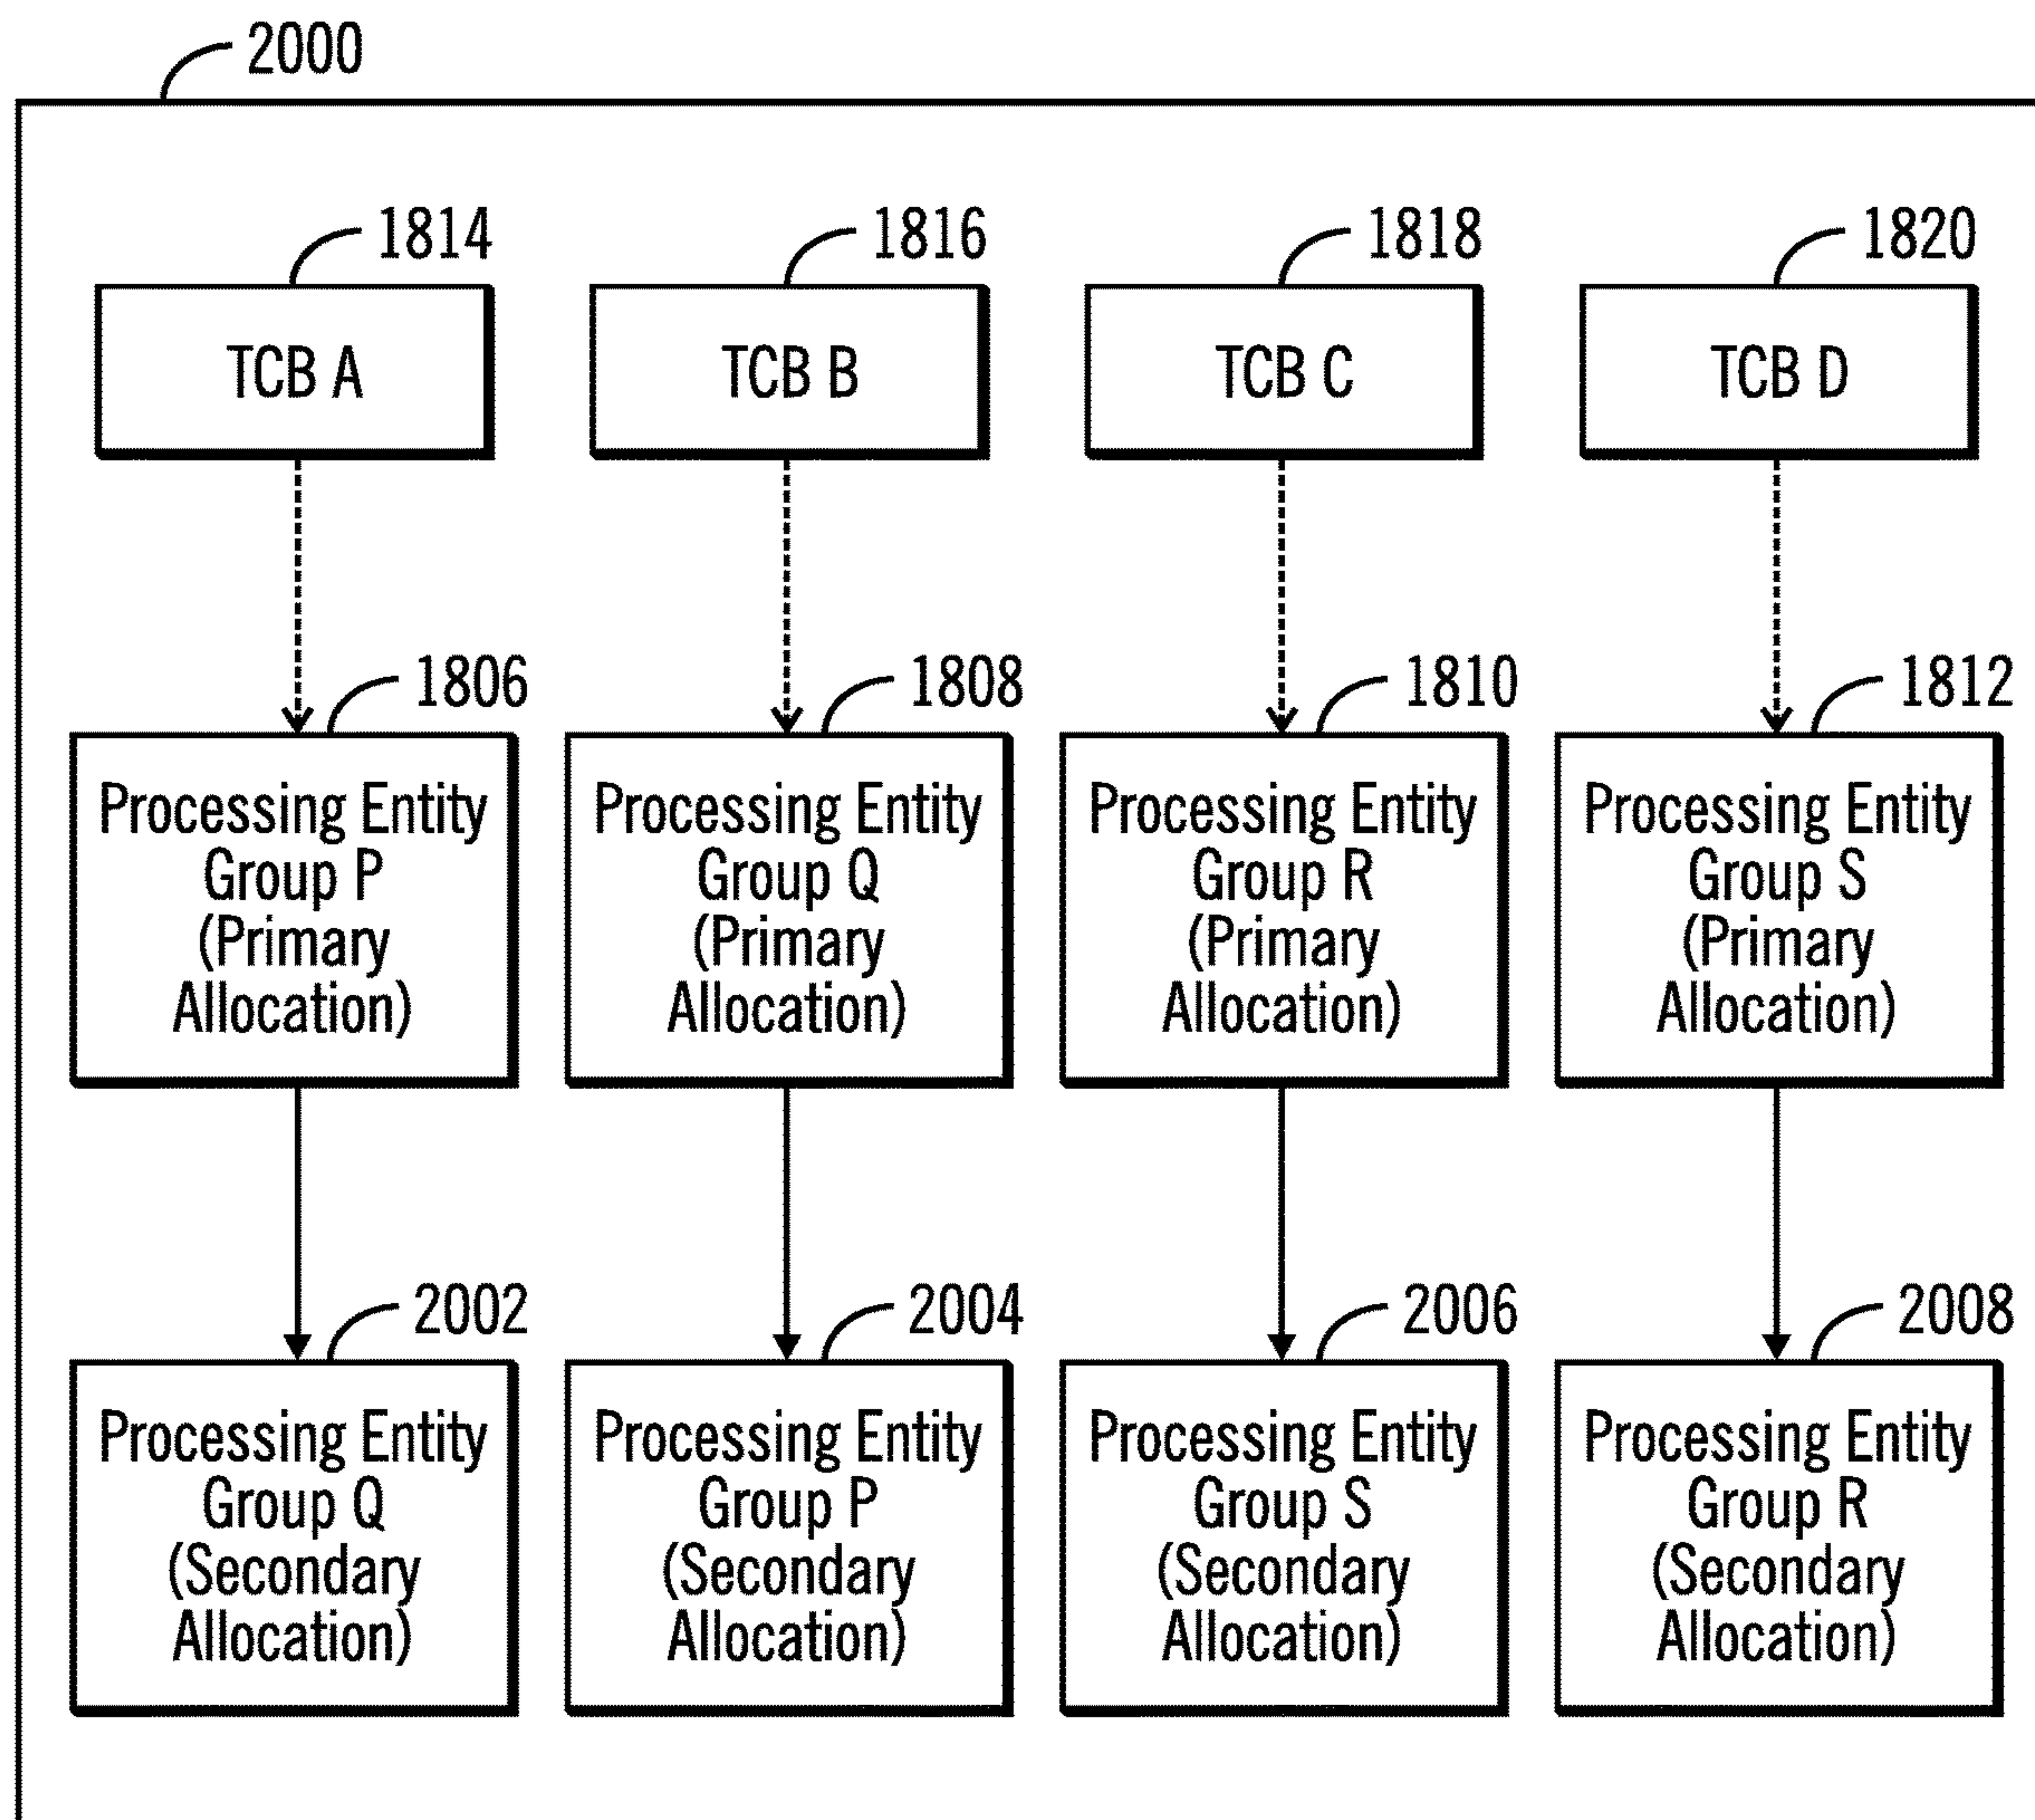 2000
1814
1816
1818
1820
TCB A
TCB B
TCB C
TCB D
1806
1808
1810
1812
Processing Entity
Group P
(Primary
Allocation)
Processing Entity
Group Q
(Primary
Allocation)
Processing Entity
Group R
(Primary
Allocation)
Processing Entity
Group S
(Primary
Allocation)
2002
2004
2006
2008
Processing Entity
Group Q
(Secondary
Allocation)
Processing Entity
Group P
(Secondary
Allocation)
Processing Entity
Group S
(Secondary
Allocation)
Processing Entity
Group R
(Secondary
Allocation)